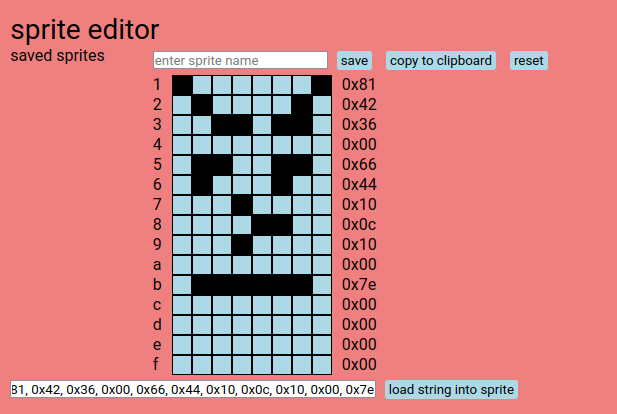 sprite editor
saved sprites
enter sprite name save copy to clipboard reset
1 0x81
2 0x42
3 0x36
4 0x00
5 0x66
6 0x44
7 0x10
8 0x0c
9 0x10
a 0x00
b 0x7e
c 0x00
d 0x00
e 0x00
f 0x00
81, 0x42, 0x36, 0x00, 0x66, 0x44, 0x10, 0x0c, 0x10, 0x00, 0x7e load string into sprite